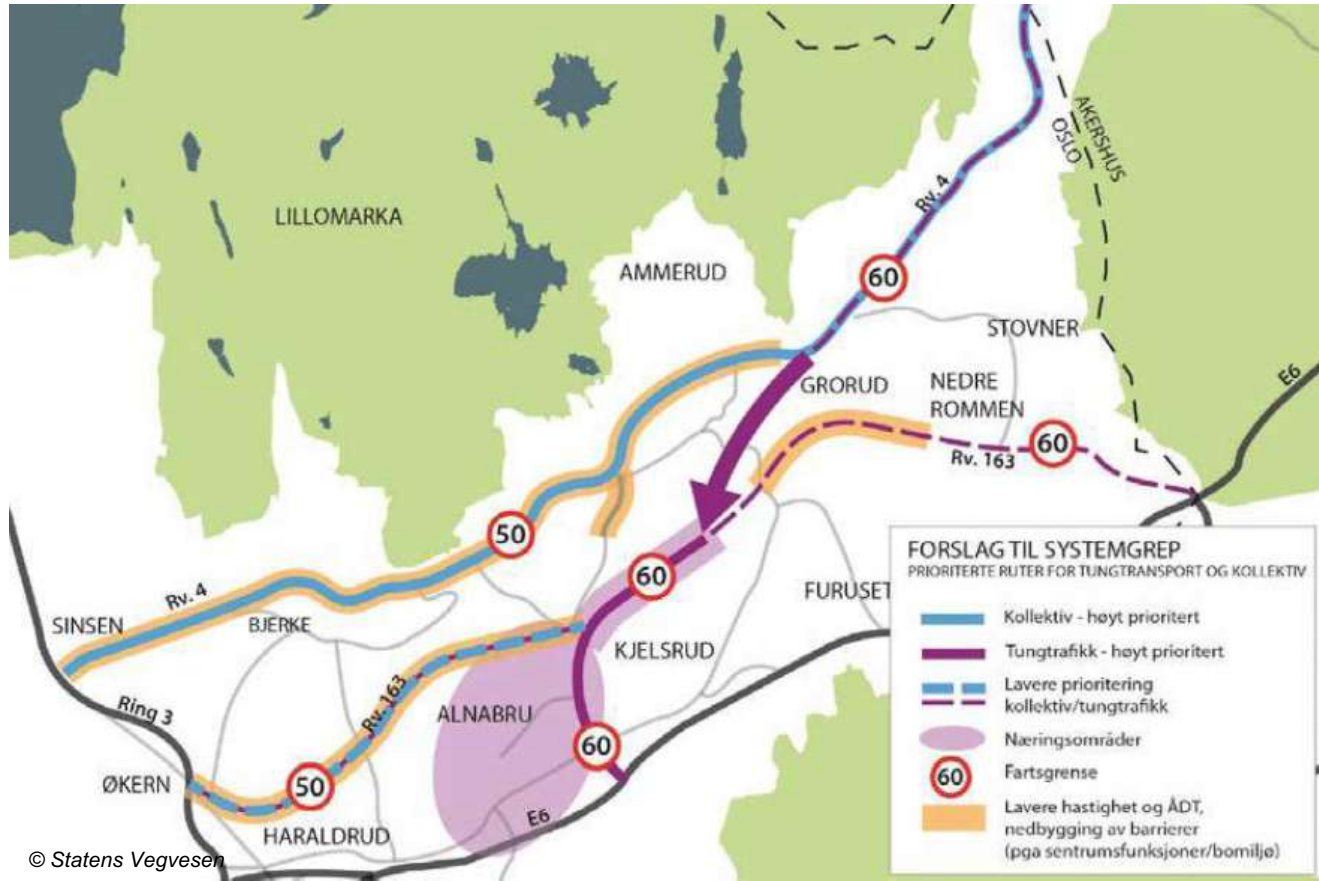 LILLOMARKA
AMMERUD
Rv. 4
OSLO
AKERSHUS
60
STOVNER
GRORUD
NEDRE
ROMMEN
60
Rv. 163
E6
50
60
SINSEN
Rv. 4
BJERKE
KJELSRUD
FURUSET
Ring 3
Rv. 163
ALNABRU
60
ØKERN
50
HARALDRUD
E6
FORSLAG TIL SYSTEMGREP
PRIORITERTE RUTER FOR TUNGTRANSPORT OG KOLLEKTIV
Kollektiv - høyt prioritert
Tungtrafikk - høyt prioritert
Lavere prioritering
kollektiv/tungtrafikk
Næringsområder
60 Fartsgrense
Lavere hastighet og ÅDT,
nedbygging av barrierer
(pga sentrumsfunksjoner/bomiljø)
© Statens Vegvesen